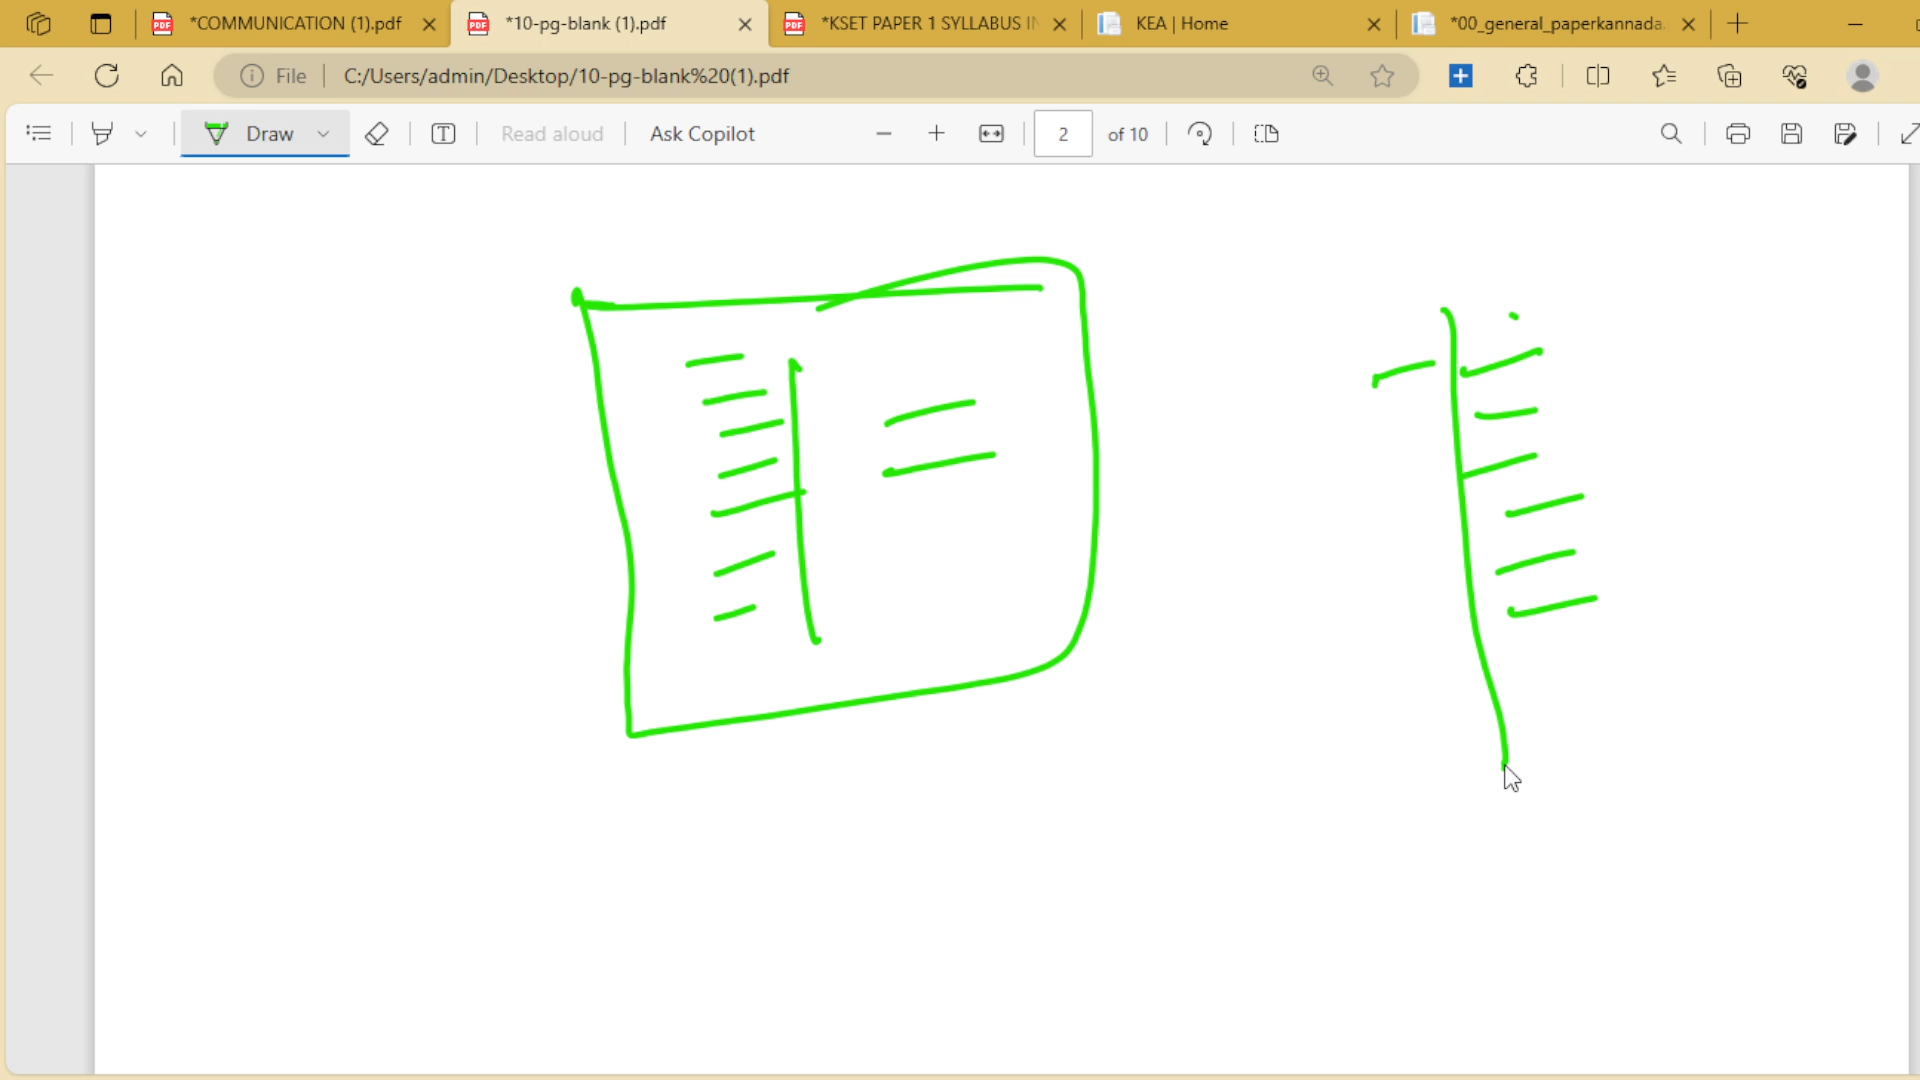 *COMMUNICATION (1).pdf
*10-pg-blank (1).pdf
*KSET PAPER 1 SYLLABUS IN
KEA | Home
*00_general_paperkannada.
File
C:/Users/admin/Desktop/10-pg-blank%20(1).pdf
Draw
Read aloud
Ask Copilot
2
of 10